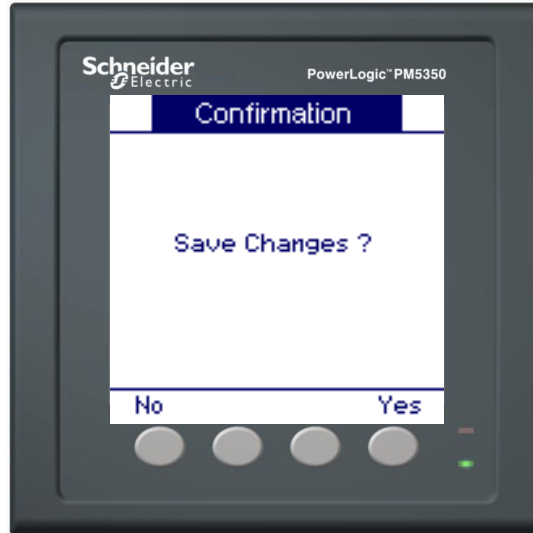 Schneider
Electric
PowerLogic™ PM5350
Confirmation
Save Changes ?
No Yes